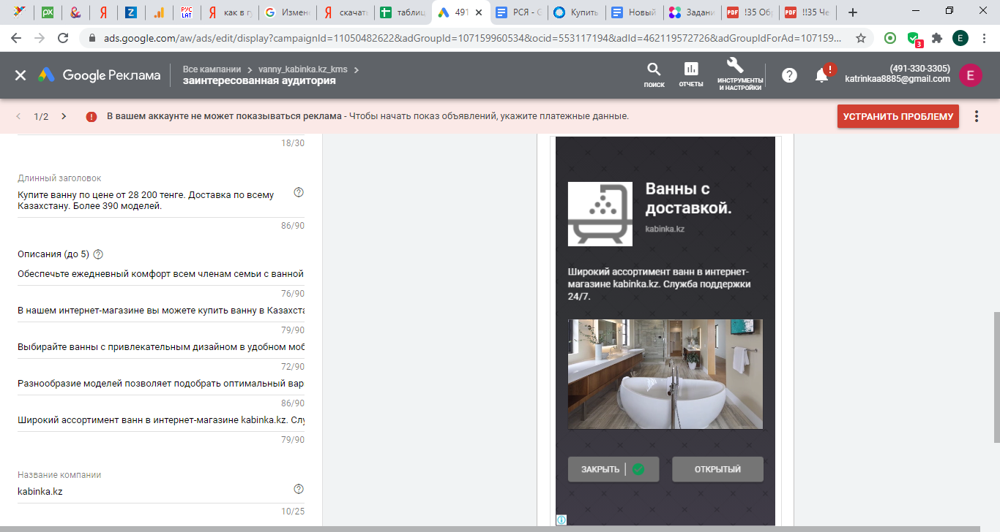 РУС
LAT
как в гу
Измене
скачать
таблиц
491
РСЯ - G
Купить
Новый
Задани
!35 Обр
!!35 Че
ads.google.com/aw/ads/edit/display?campaignId=11050482622&adGroupId=107159960534&ocid=553117194&adId=462119572726&adGroupIdForAd=107159...
3
E
Google Реклама
Все кампании > vanny_kabinka.kz_kms >
заинтересованная аудитория
ПОИСК
ОТЧЕТЫ
ИНСТРУМЕНТЫ
И НАСТРОЙКИ
(491-330-3305)
katrinkaa8885@gmail.com
E
1/2
В вашем аккаунте не может показываться реклама - Чтобы начать показ объявлений, укажите платежные данные.
УСТРАНИТЬ ПРОБЛЕМУ
18/30
Длинный заголовок
Купите ванну по цене от 28 200 тенге. Доставка по всему
Казахстану. Более 390 моделей.
86/90
Описания (до 5)
Обеспечьте ежедневный комфорт всем членам семьи с ванной
76/90
В нашем интернет-магазине вы можете купить ванну в Казахста
79/90
Выбирайте ванны с привлекательным дизайном в удобном моб
72/90
Разнообразие моделей позволяет подобрать оптимальный вар
86/90
Широкий ассортимент ванн в интернет-магазине kabinka.kz. Слу
79/90
Название компании
kabinka.kz
10/25
Ванны с
доставкой.
kabinka.kz
Широкий ассортимент ванн в интернет-
магазине kabinka.kz. Служба поддержки
24/7.
ЗАКРЫТЬ
ОТКРЫТЫЙ